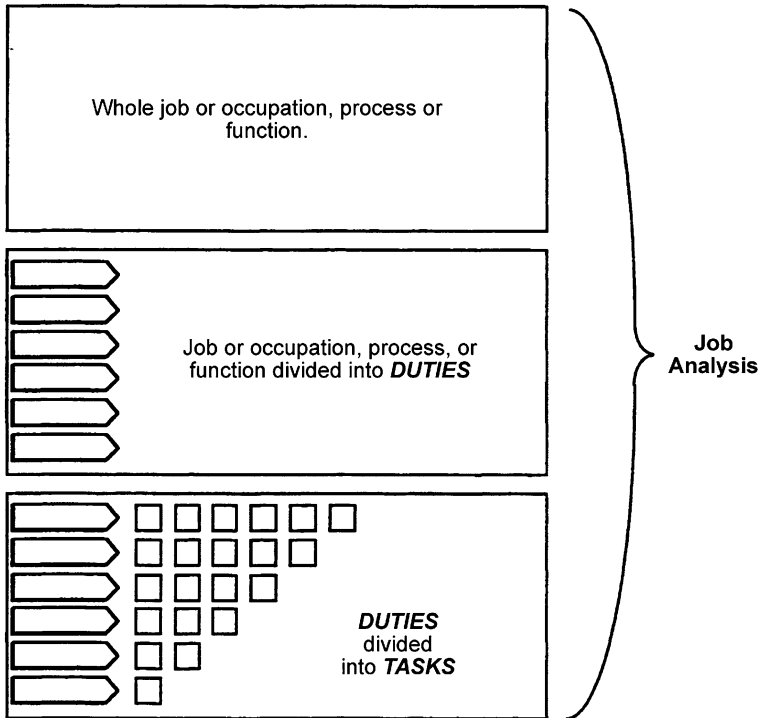 Whole job or occupation, process or
function.
Job or occupation, process, or
function divided into DUTIES
Job
Analysis
DUTIES
divided
into TASKS